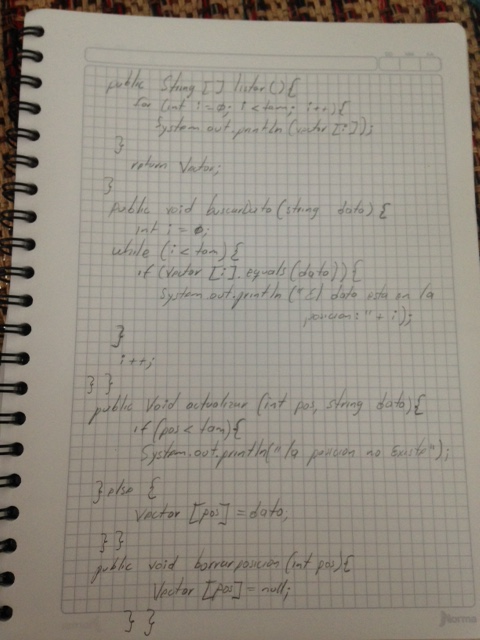 public String [] listar () {
for (int i = 0; i < tam; i++) {
System.out.println (vector [i]);
}
return Vector;
}
public void buscarDato (string dato) {
int i = 0;
while (i < tam) {
if (Vector [i].equals (dato)) {
System.out.println ("El dato esta en la
posicion: " + i);
}
i++;
} }
public Void actualizar (int pos, string dato) {
if (pos < tam) {
System.out.println (" la posicion no Existe");
} else {
Vector [pos] = dato;
} }
public void borrarposicion (int pos) {
Vector [pos] = null;
} }
Norma